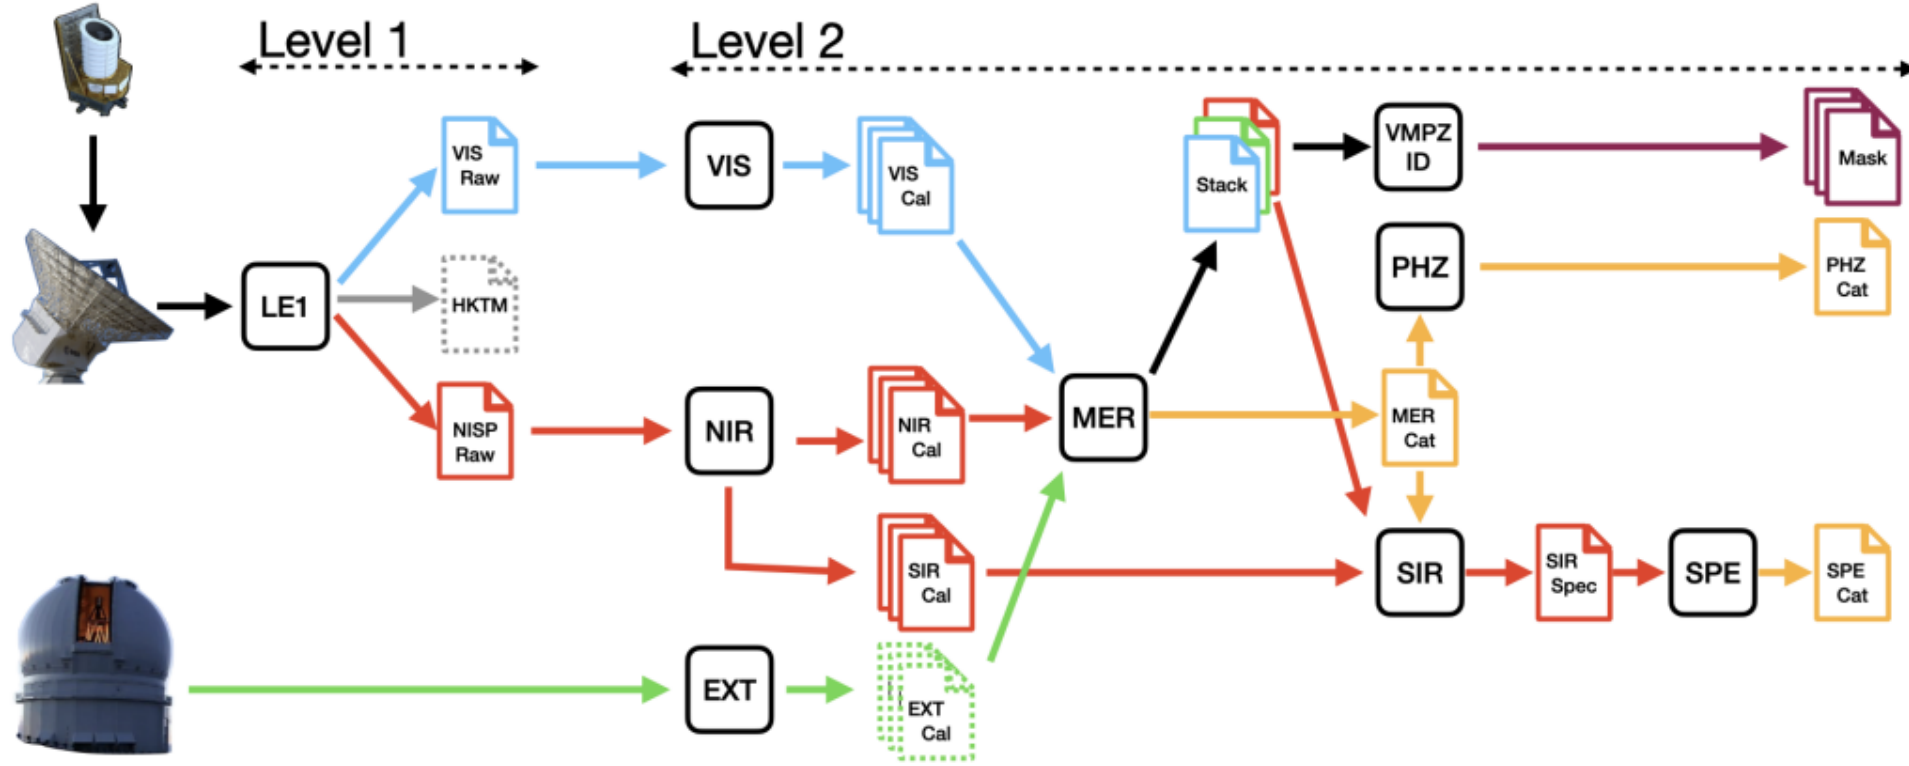 Level 1
Level 2
VIS
Raw
VIS
VIS
Cal
Stack
VMPZ
ID
Mask
LE1
HKTM
PHZ
PHZ
Cat
NISP
Raw
NIR
NIR
Cal
MER
MER
Cat
SIR
Cal
SIR
SIR
Spec
SPE
SPE
Cat
EXT
EXT
Cal